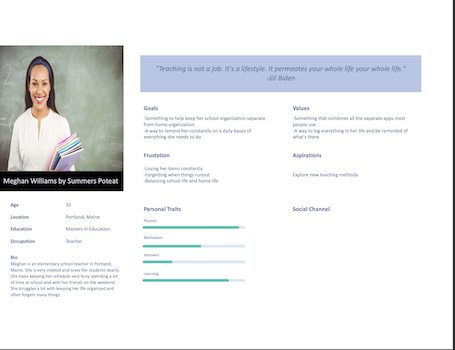 "Teaching is not a job. It's a lifestyle. It permeates your whole life your whole life."
-Jill Biden
Meghan Williams by Summers Poteat
Age 32
Location Portland, Maine
Education Masters in Education
Occupation Teacher
Bio
Meghan is an elementary school teacher in Portland,
Maine. She is very created and loves her students dearly.
She loves keeping her schedule very busy spending a lot
of time at school and with her friends on the weekend.
She struggles a lot with keeping her life organized and
often forgets many things.
Goals
-Something to help keep her school organization separate
from home organization
-A way to remind her constantly on a daily bases of
everything she needs to do
Values
-Something that combines all the separate apps most
people use
-A way to log everything in her life and be reminded of
what's there
Frustation
-Losing her items constantly
-Forgetting when things runout
-Balancing school life and home life
Aspirations
Explore new teaching methods
Personal Traits
Passion
Motivation
Introvert
Learning
Social Channel